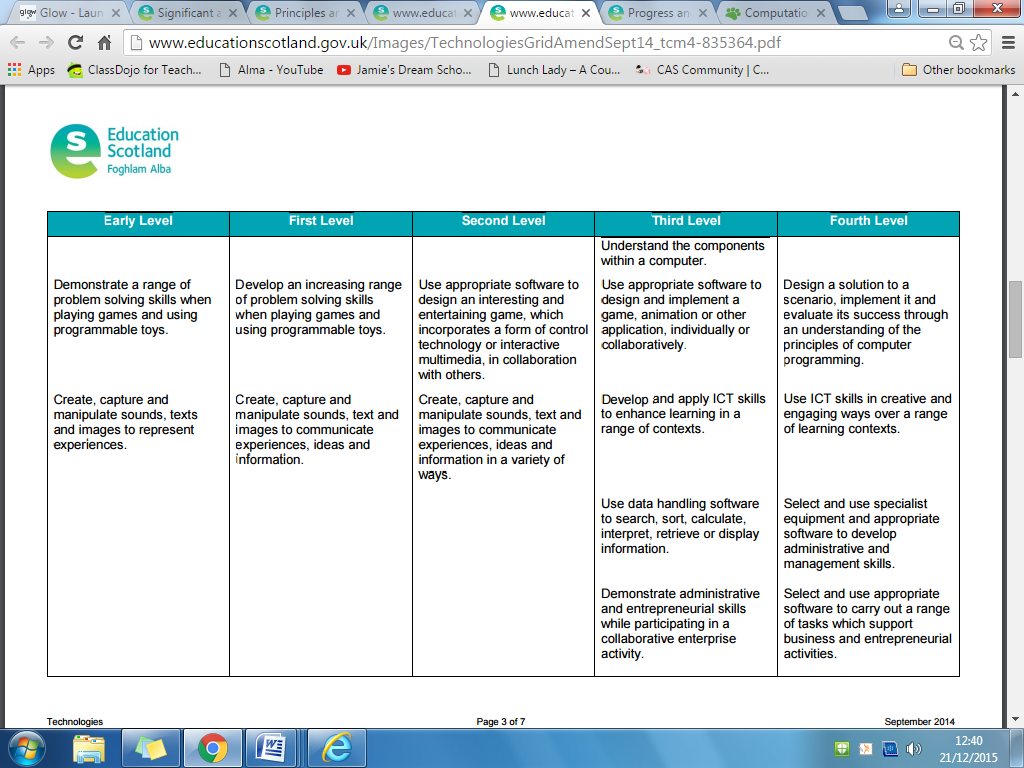 glow Glow - Laun
Significant a
Principles an
www.educat
www.educat
Progress an
Computatio
www.educationscotland.gov.uk/Images/TechnologiesGridAmendSept14_tcm4-835364.pdf
Apps
ClassDojo for Teach...
Alma - YouTube
Jamie's Dream Scho...
Lunch Lady – A Cou...
CAS Community | C...
Other bookmarks
Education
Scotland
Foghlam Alba
Early Level
First Level
Second Level
Third Level
Fourth Level
Understand the components
within a computer.
Demonstrate a range of
problem solving skills when
playing games and using
programmable toys.
Develop an increasing range
of problem solving skills
when playing games and
using programmable toys.
Use appropriate software to
design an interesting and
entertaining game, which
incorporates a form of control
technology or interactive
multimedia, in collaboration
with others.
Use appropriate software to
design and implement a
game, animation or other
application, individually or
collaboratively.
Design a solution to a
scenario, implement it and
evaluate its success through
an understanding of the
principles of computer
programming.
Create, capture and
manipulate sounds, texts
and images to represent
experiences.
Create, capture and
manipulate sounds, text and
images to communicate
experiences, ideas and
information.
Create, capture and
manipulate sounds, text and
images to communicate
experiences, ideas and
information in a variety of
ways.
Develop and apply ICT skills
to enhance learning in a
range of contexts.
Use ICT skills in creative and
engaging ways over a range
of learning contexts.
Use data handling software
to search, sort, calculate,
interpret, retrieve or display
information.
Select and use specialist
equipment and appropriate
software to develop
administrative and
management skills.
Demonstrate administrative
and entrepreneurial skills
while participating in a
collaborative enterprise
activity.
Select and use appropriate
software to carry out a range
of tasks which support
business and entrepreneurial
activities.
Technologies
Page 3 of 7
September 2014
12:40
21/12/2015